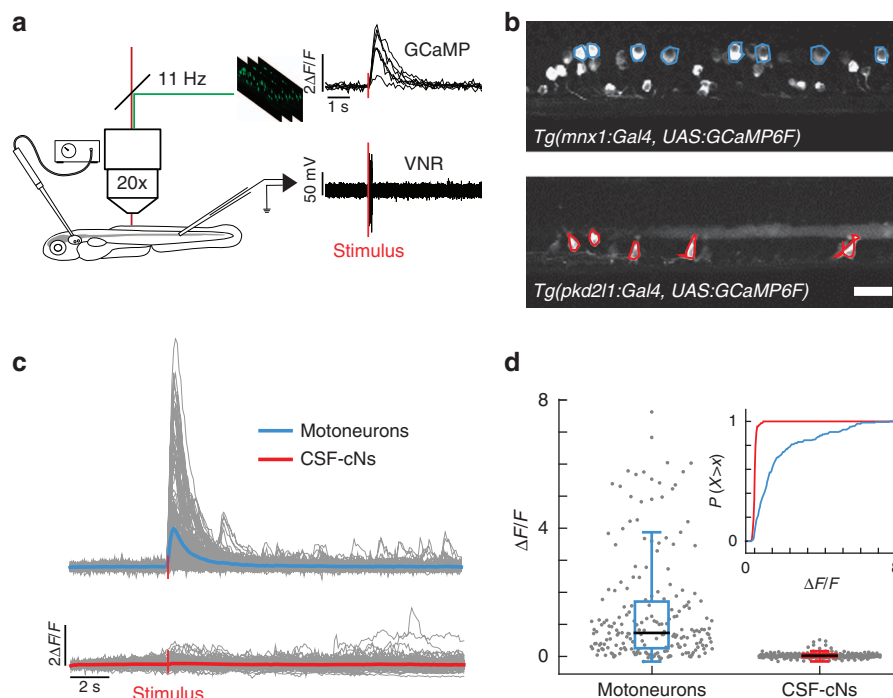 a
11 Hz
20x
2ΔF/F
GCaMP
1 s
50 mV
VNR
Stimulus
b
Tg(mnx1:Gal4, UAS:GCaMP6F)
Tg(pkd2l1:Gal4, UAS:GCaMP6F)
c
Motoneurons
CSF-cNs
2ΔF/F
2 s
Stimulus
d
8
4
0
ΔF/F
Motoneurons
CSF-cNs
1
0
P (X>x)
0
8
ΔF/F